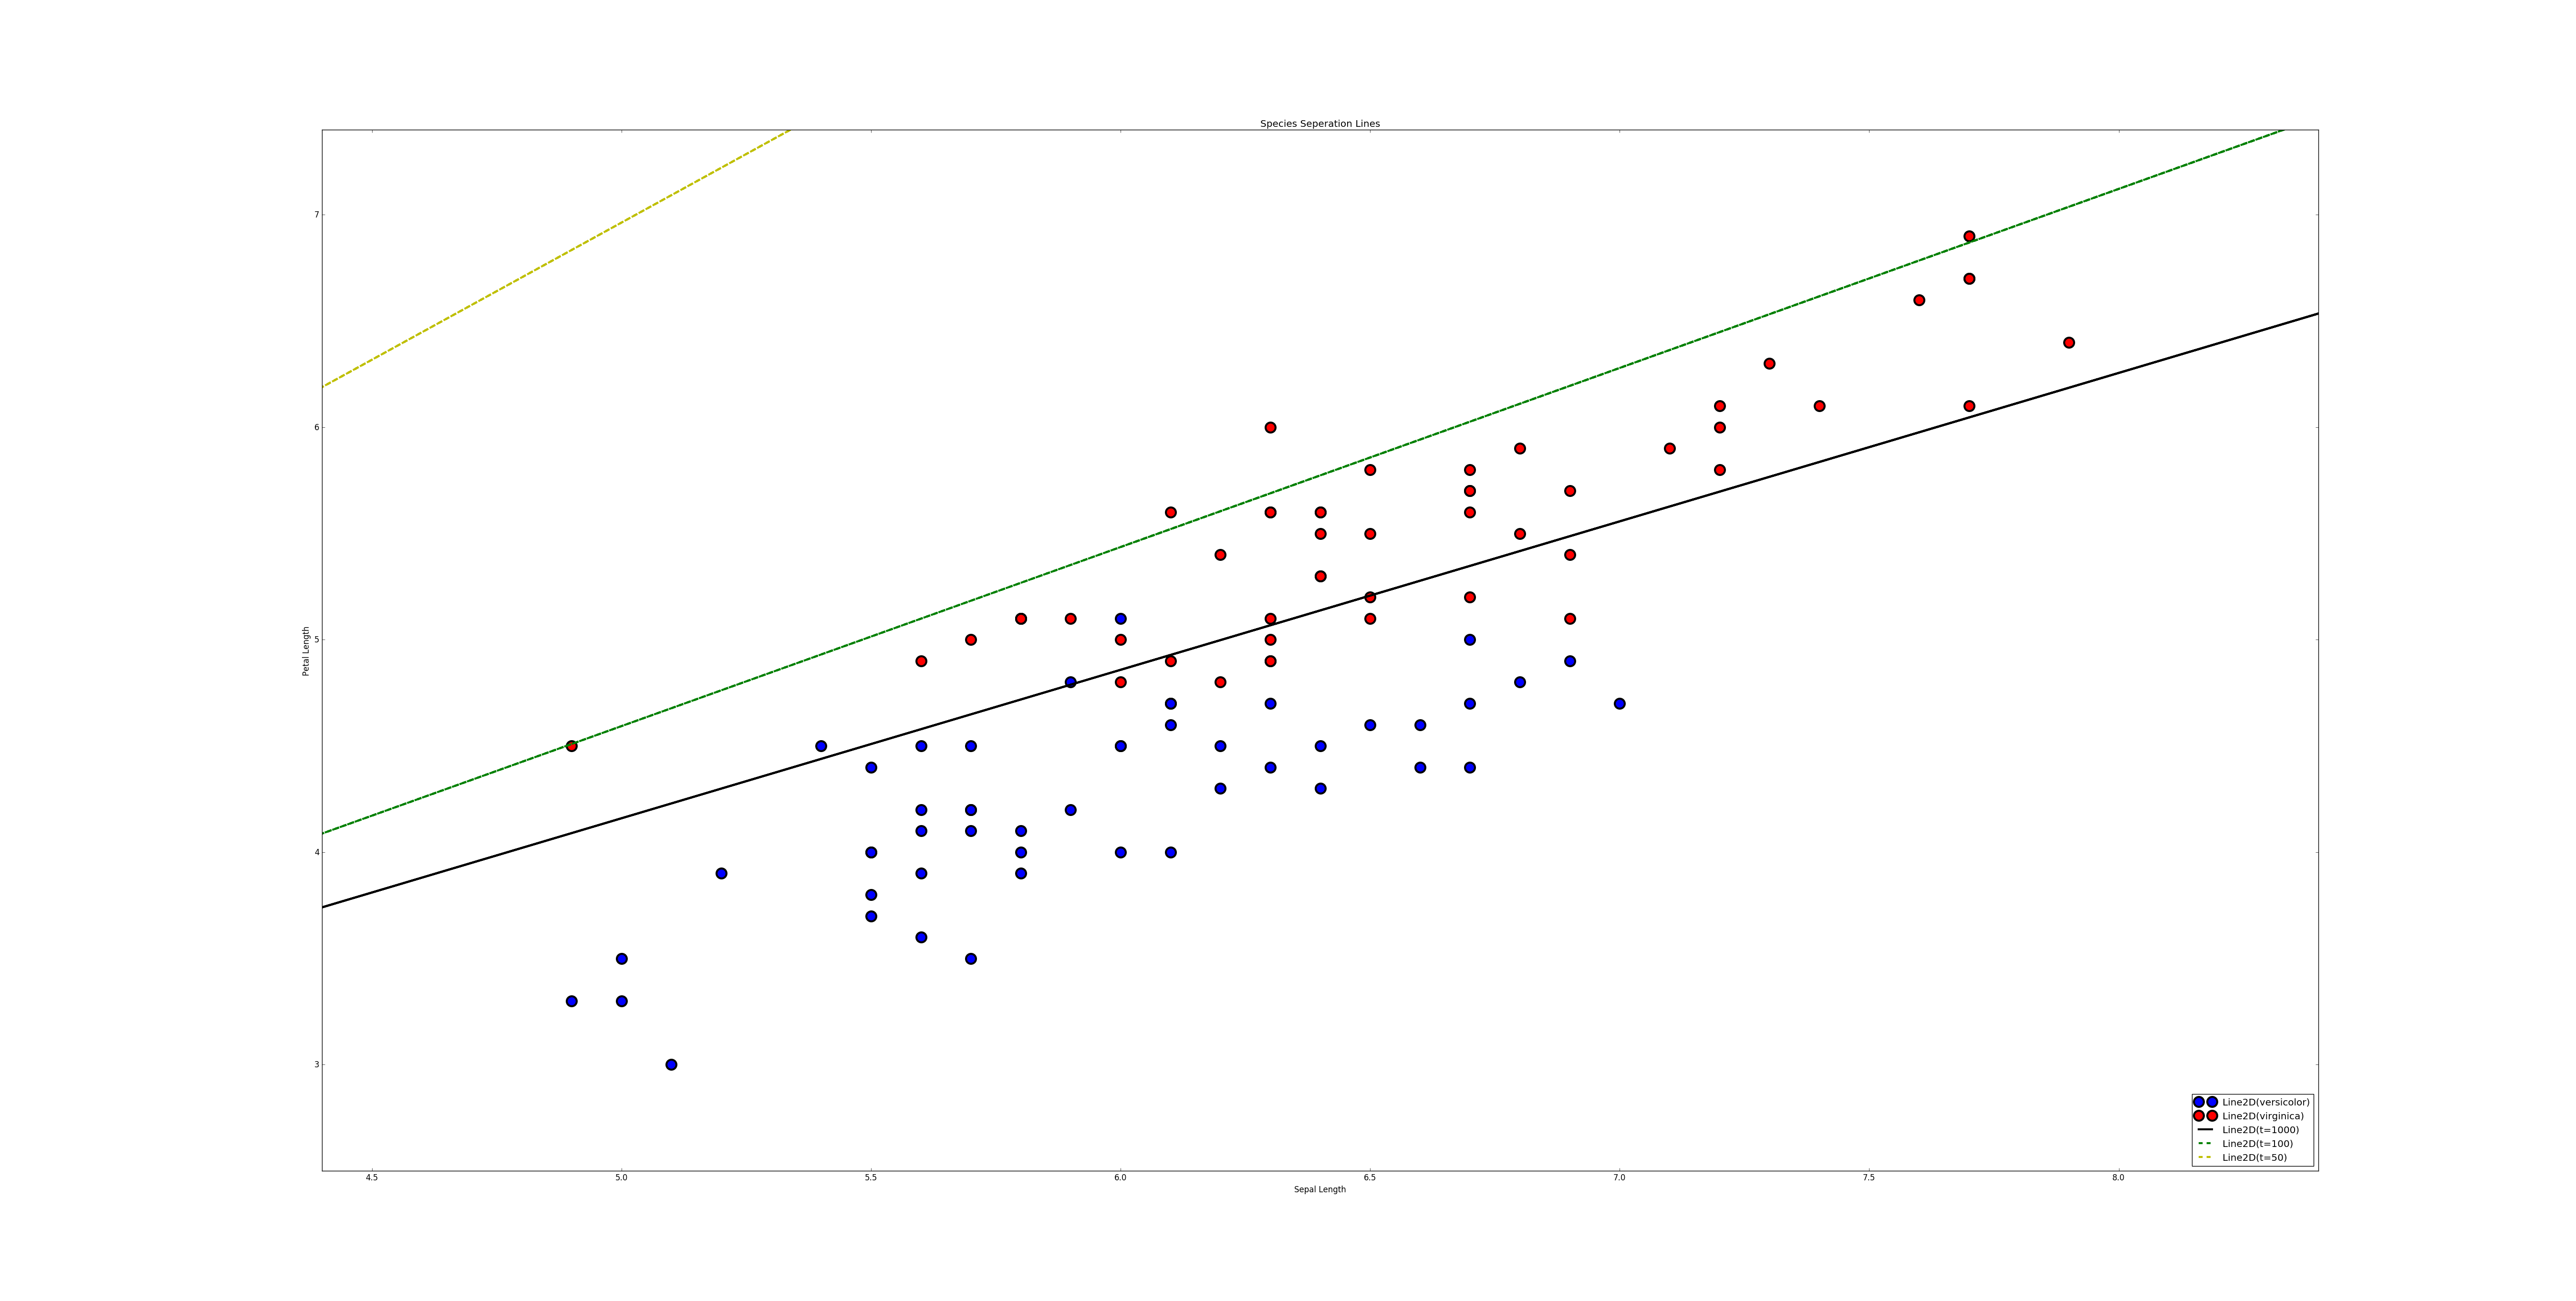 Species Seperation Lines
7
6
5
4
3
Petal Length
4.5 5.0 5.5 6.0 6.5 7.0 7.5 8.0
Sepal Length
Line2D(versicolor)
Line2D(virginica)
Line2D(t=1000)
Line2D(t=100)
Line2D(t=50)